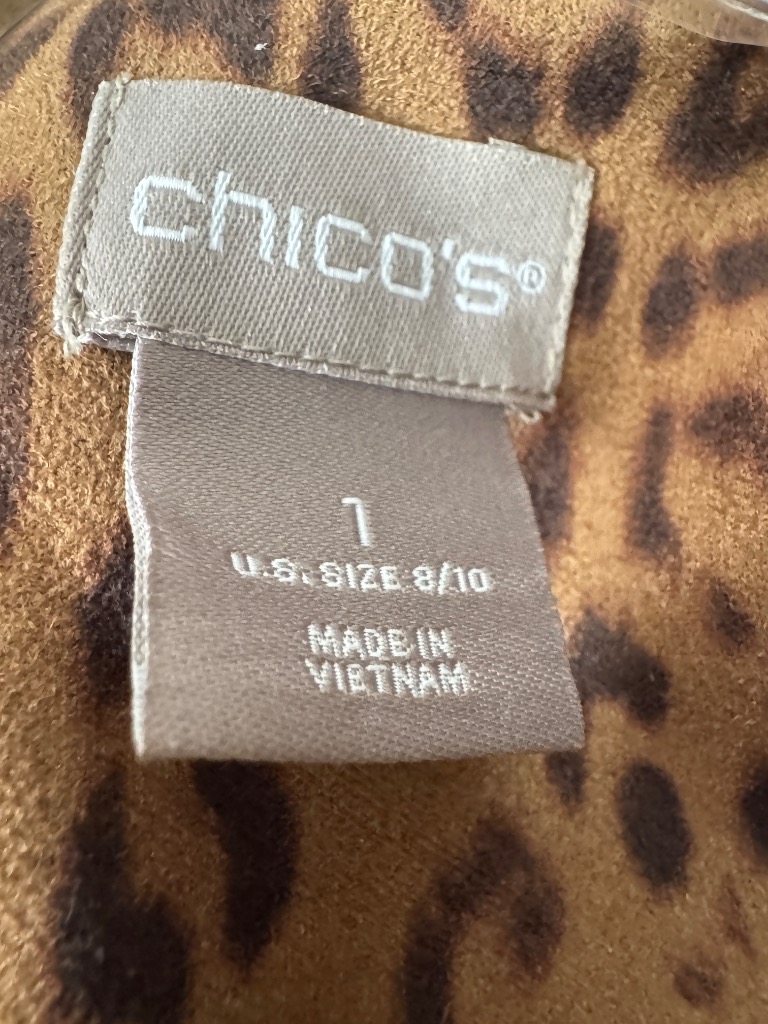 chico's®
1
U.S. SIZE 8/10
MADE IN
VIETNAM